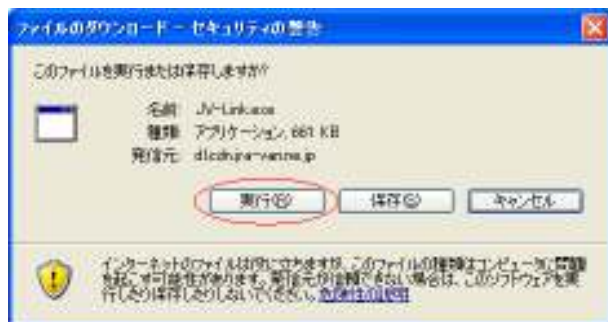 ファイルのダウンロード - セキュリティの警告
このファイルを実行または保存しますか?
名前: JV-Link.exe
種類: アプリケーション, 661 KB
発信元:
実行(R)
保存(S)
キャンセル
インターネットのファイルは役に立ちますが、このファイルの種類はコンピュータに問題
を起こす可能性があります。発信元が信頼できない場合は、このソフトウェアを実
行したり保存したりしないでください。危険性の説明